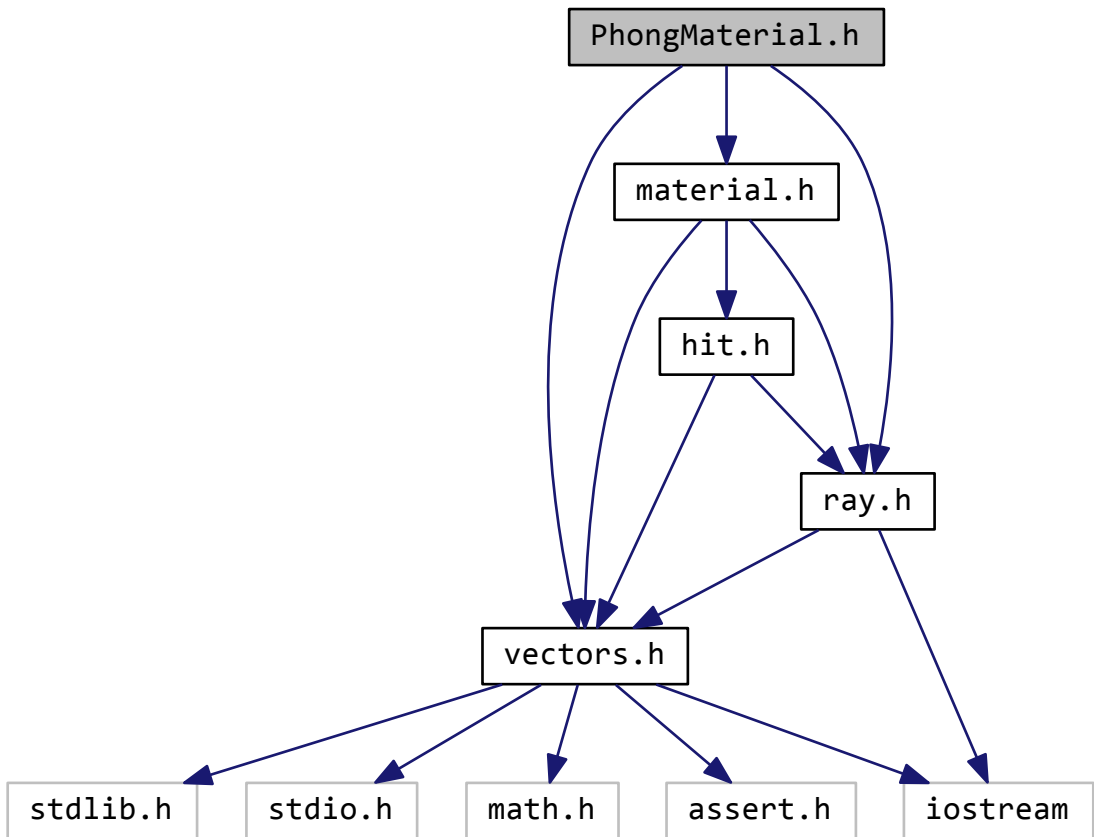 PhongMaterial.h
material.h
hit.h
ray.h
vectors.h
stdlib.h
stdio.h
math.h
assert.h
iostream